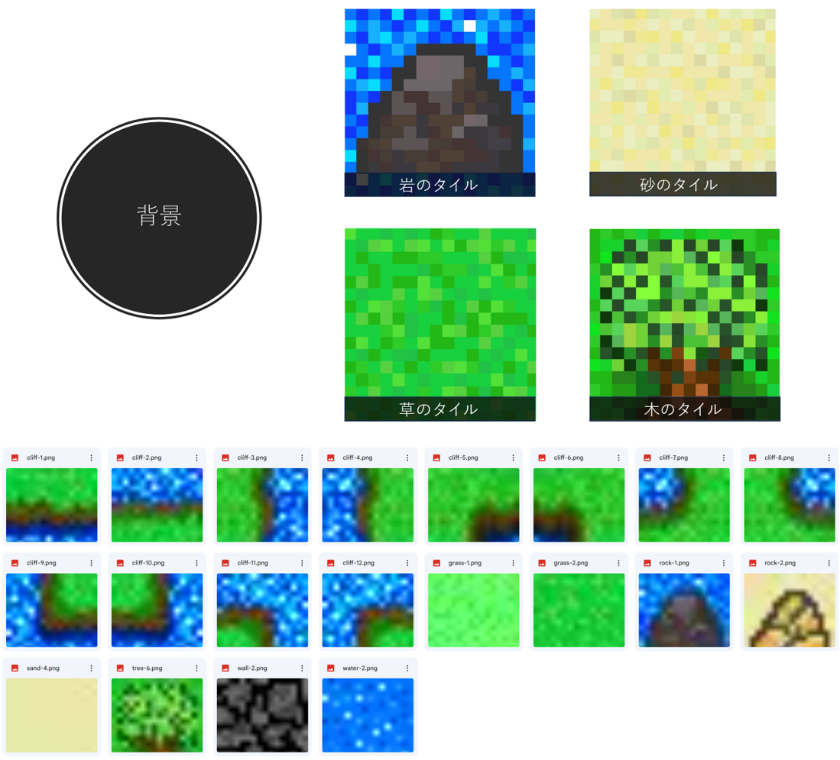 背景
岩のタイル
砂のタイル
草のタイル
木のタイル
cliff-1.png
cliff-2.png
cliff-3.png
cliff-4.png
cliff-5.png
cliff-6.png
cliff-7.png
cliff-8.png
cliff-9.png
cliff-10.png
cliff-11.png
cliff-12.png
grass-1.png
grass-2.png
rock-1.png
rock-2.png
sand-4.png
tree-6.png
wall-2.png
water-2.png